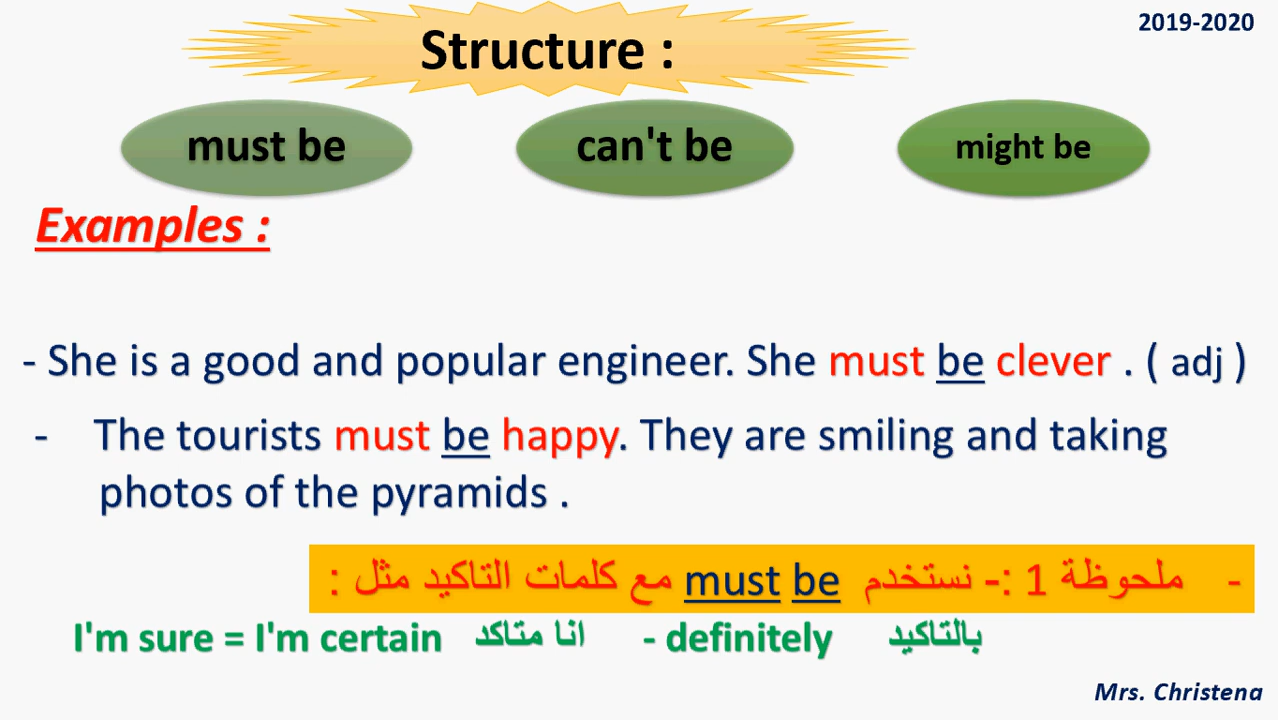 2019-2020
Structure :
must be
can't be
might be
Examples :
- She is a good and popular engineer. She must be clever . ( adj )
- The tourists must be happy. They are smiling and taking
photos of the pyramids .
- ملحوظة 1 :- نستخدم must be مع كلمات التاكيد مثل :
I'm sure = I'm certain انا متاكد - definitely بالتاكيد
Mrs. Christena